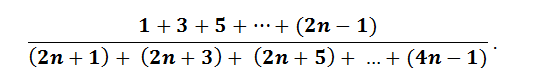 1 + 3 + 5 + ⋯ + (2n − 1)
(2n + 1) + (2n + 3) + (2n + 5) + ... + (4n − 1) .